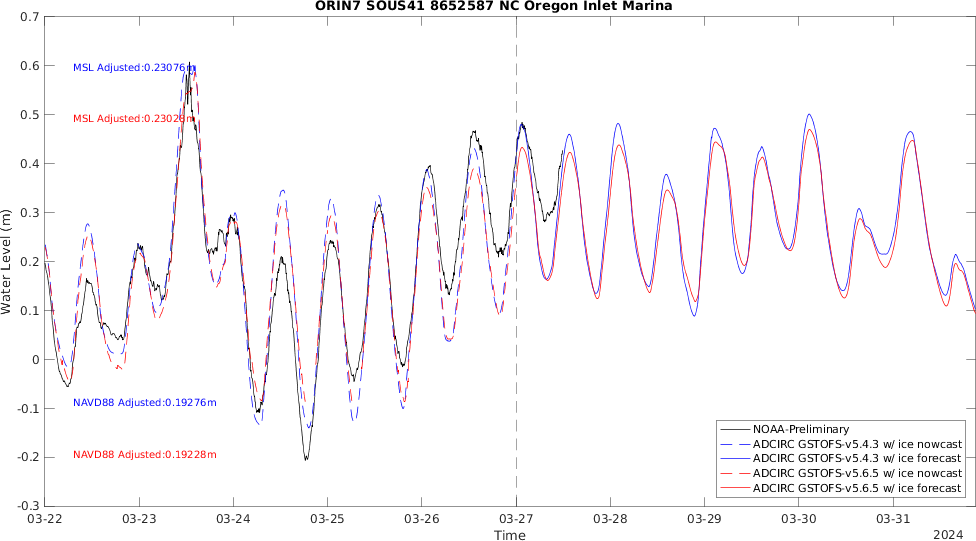 ORIN7 SOUS41 8652587 NC Oregon Inlet Marina
0.7
0.6
0.5
0.4
0.3
0.2
0.1
0
-0.1
-0.2
-0.3
Water Level (m)
MSL Adjusted:0.23076m
MSL Adjusted:0.23028m
NAVD88 Adjusted:0.19276m
NAVD88 Adjusted:0.19228m
NOAA-Preliminary
ADCIRC GSTOFS-v5.4.3 w/ ice nowcast
ADCIRC GSTOFS-v5.4.3 w/ ice forecast
ADCIRC GSTOFS-v5.6.5 w/ ice nowcast
ADCIRC GSTOFS-v5.6.5 w/ ice forecast
03-22 03-23 03-24 03-25 03-26 03-27 03-28 03-29 03-30 03-31
Time
2024